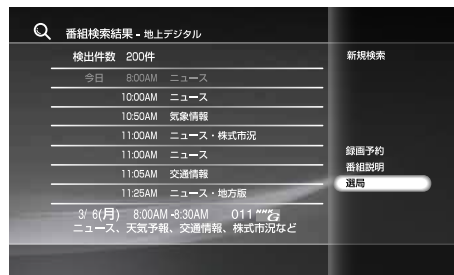 番組検索結果 - 地上デジタル
検出件数 200件
今日 8:00AM ニュース
10:00AM ニュース
10:50AM 気象情報
11:00AM ニュース・株式市況
11:00AM ニュース
11:05AM 交通情報
11:25AM ニュース・地方版
3/ 6(月) 8:00AM-8:30AM 011
ニュース、天気予報、交通情報、株式市況など
新規検索
録画予約
番組説明
選局